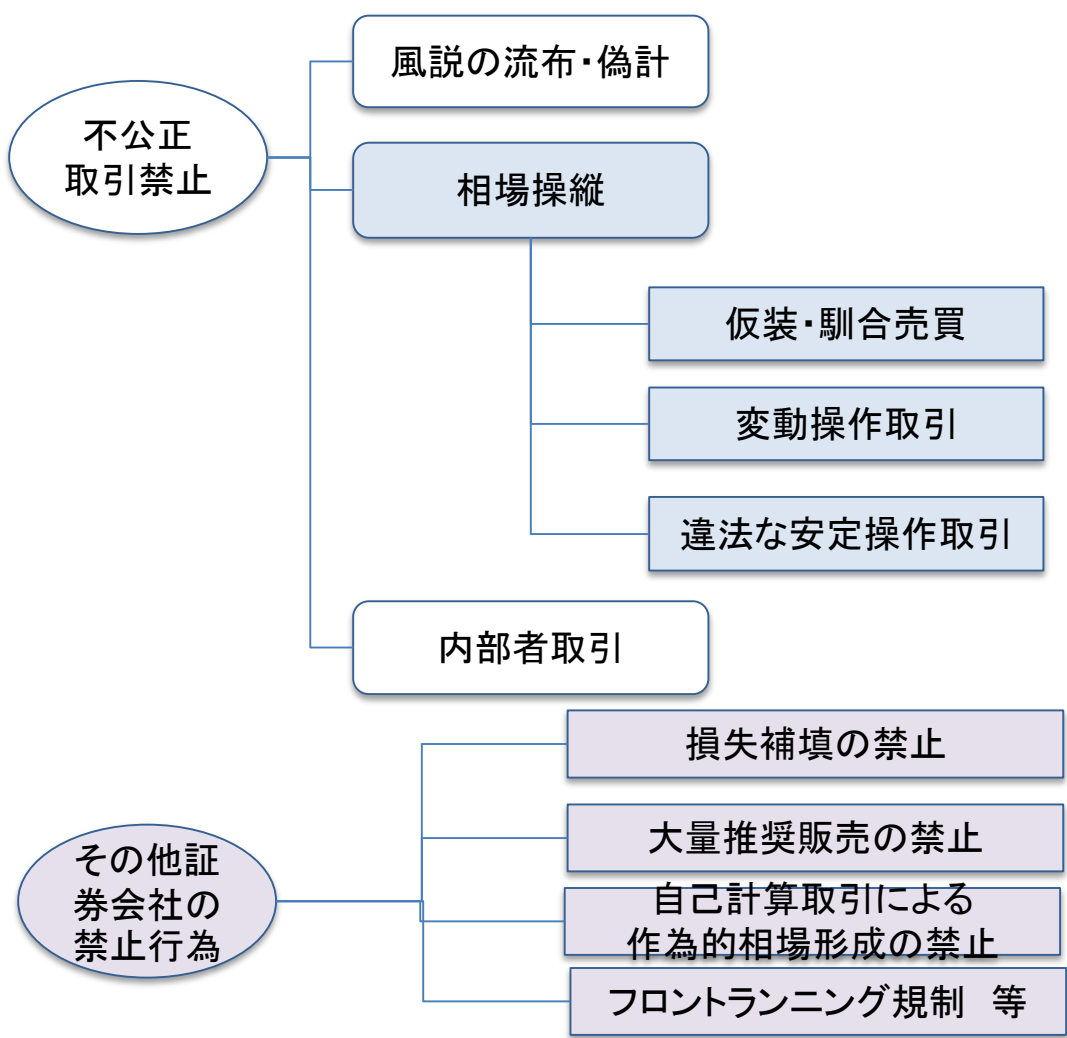 風説の流布・偽計
不公正
取引禁止
相場操縦
仮装・馴合売買
変動操作取引
違法な安定操作取引
内部者取引
損失補填の禁止
大量推奨販売の禁止
その他証
券会社の
禁止行為
自己計算取引による
作為的相場形成の禁止
フロントランニング規制　等